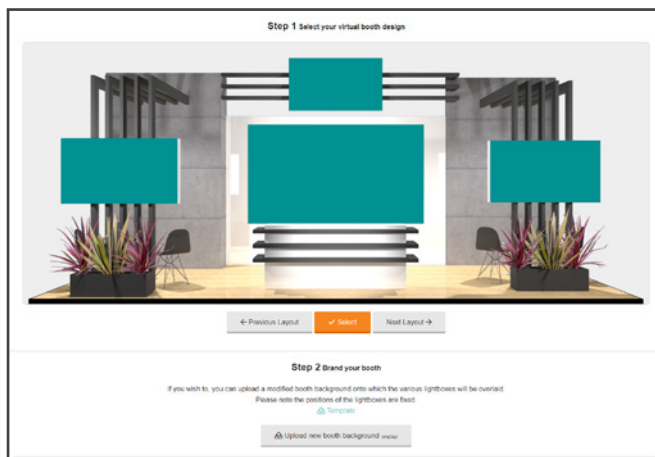 Step 1 Select your virtual booth design
← Previous Layout
✓ Select
Next Layout →
Step 2 Brand your booth
If you wish to, you can upload a modified booth background onto which the various lightboxes will be overlaid.
Please note the positions of the lightboxes are fixed
Template
Upload new booth background